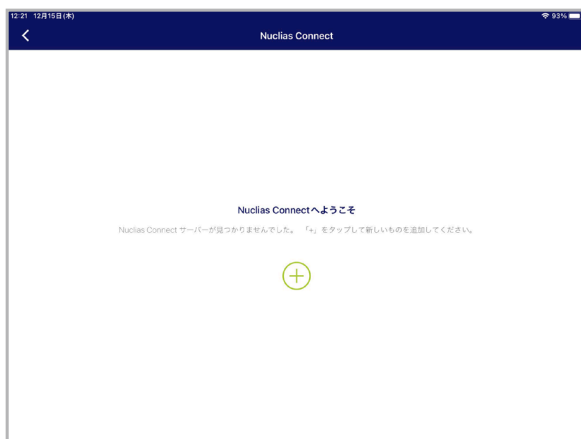 12:21 12月15日(木)
93%
Nuclias Connect
Nuclias Connectへようこそ
Nuclias Connect サーバーが見つかりませんでした。 「+」をタップして新しいものを追加してください。